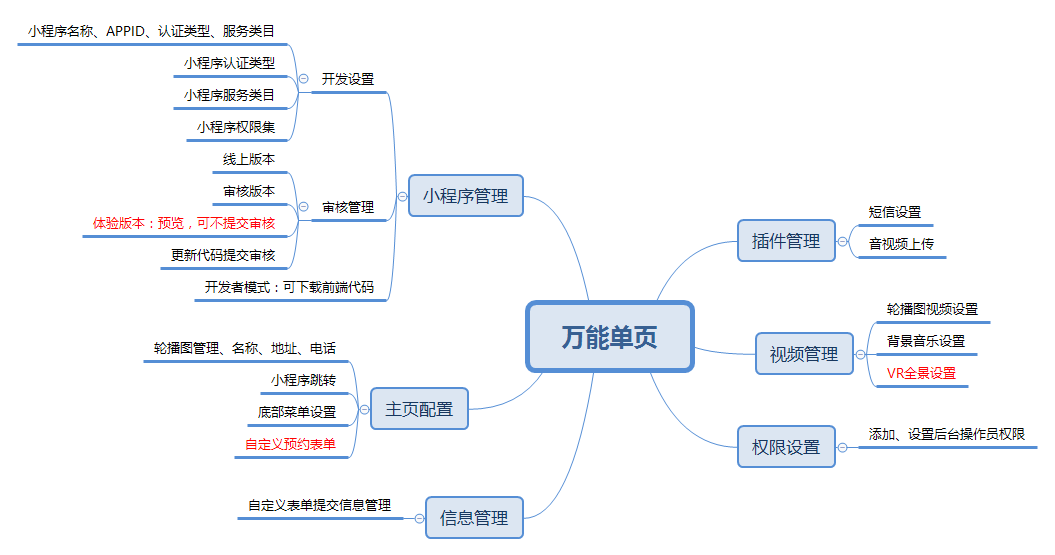 小程序名称、APPID、认证类型、服务类目
小程序认证类型
小程序服务类目
小程序权限集
开发设置
线上版本
审核版本
体验版本：预览，可不提交审核
更新代码提交审核
审核管理
开发者模式：可下载前端代码
小程序管理
轮播图管理、名称、地址、电话
小程序跳转
底部菜单设置
自定义预约表单
主页配置
自定义表单提交信息管理
信息管理
万能单页
插件管理
短信设置
音视频上传
视频管理
轮播图视频设置
背景音乐设置
VR全景设置
权限设置
添加、设置后台操作员权限